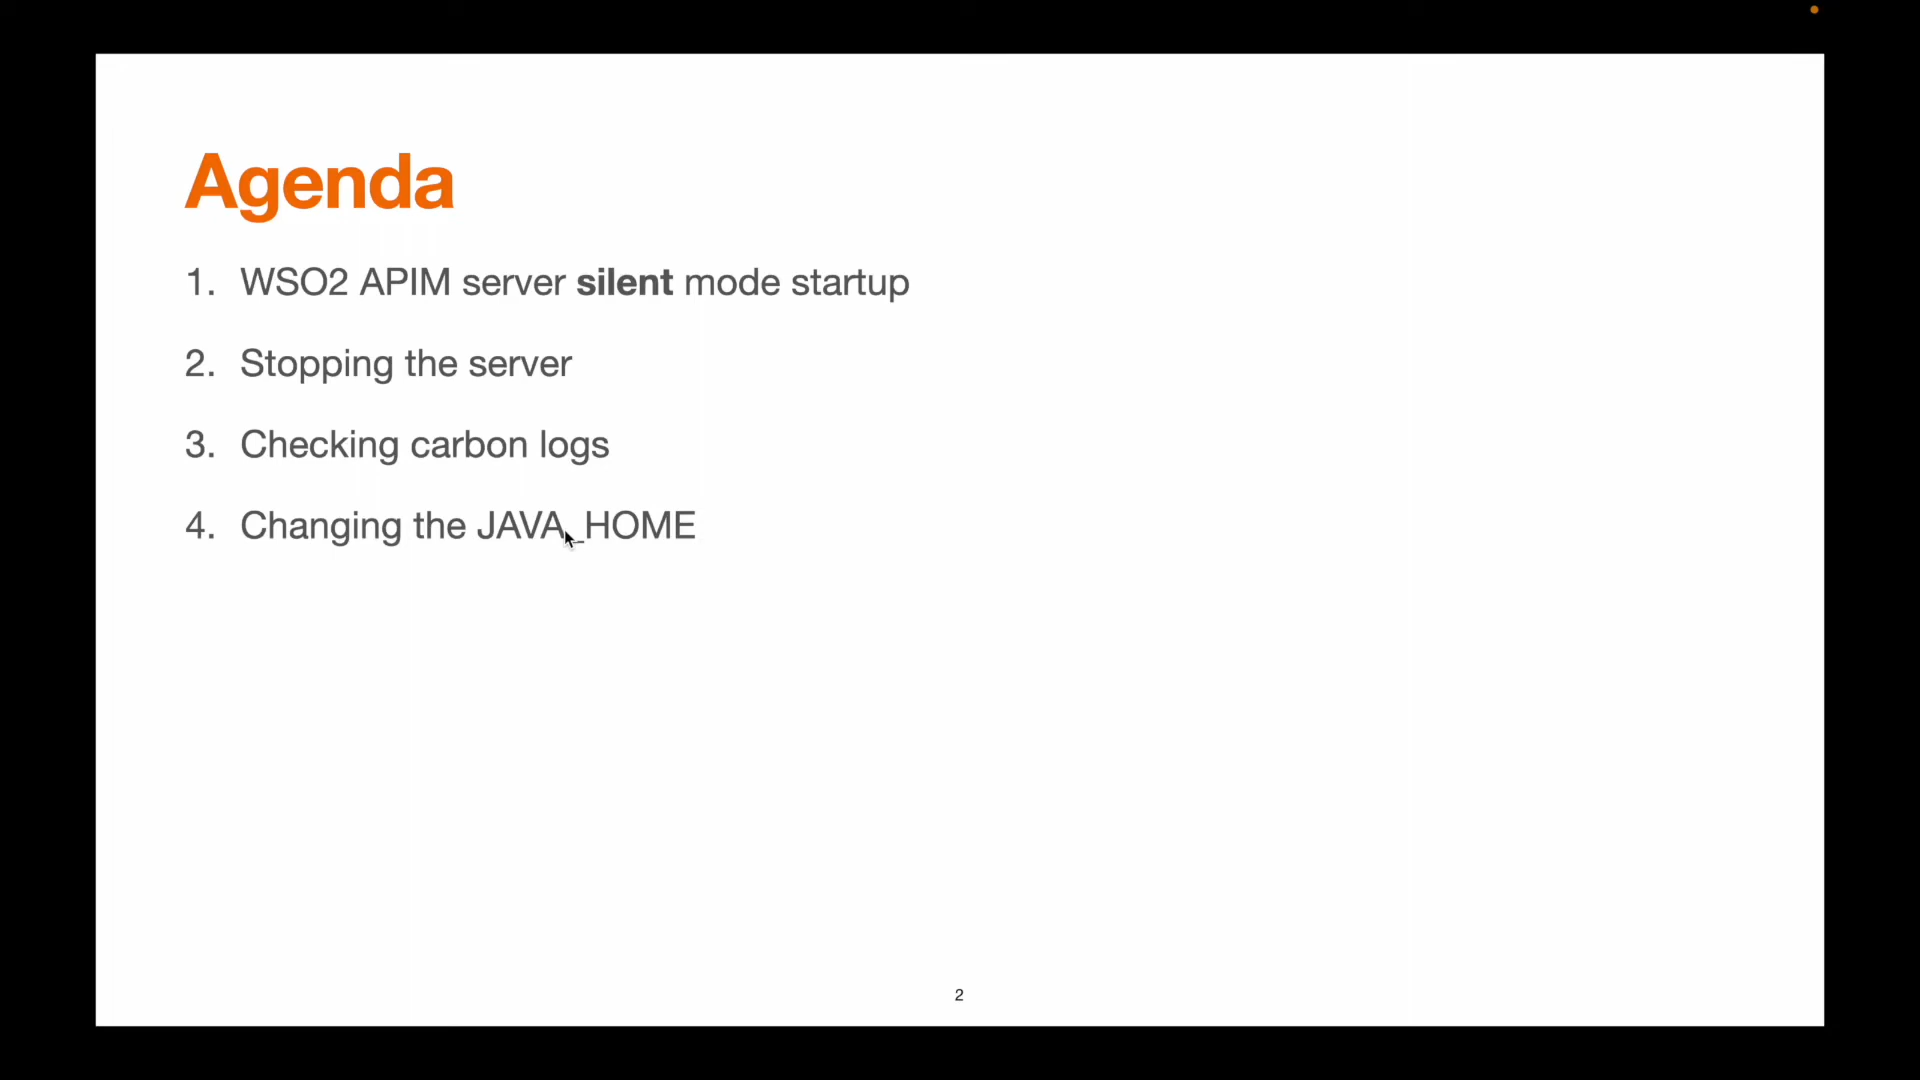 Agenda
1. WSO2 APIM server silent mode startup
2. Stopping the server
3. Checking carbon logs
4. Changing the JAVA_HOME
2